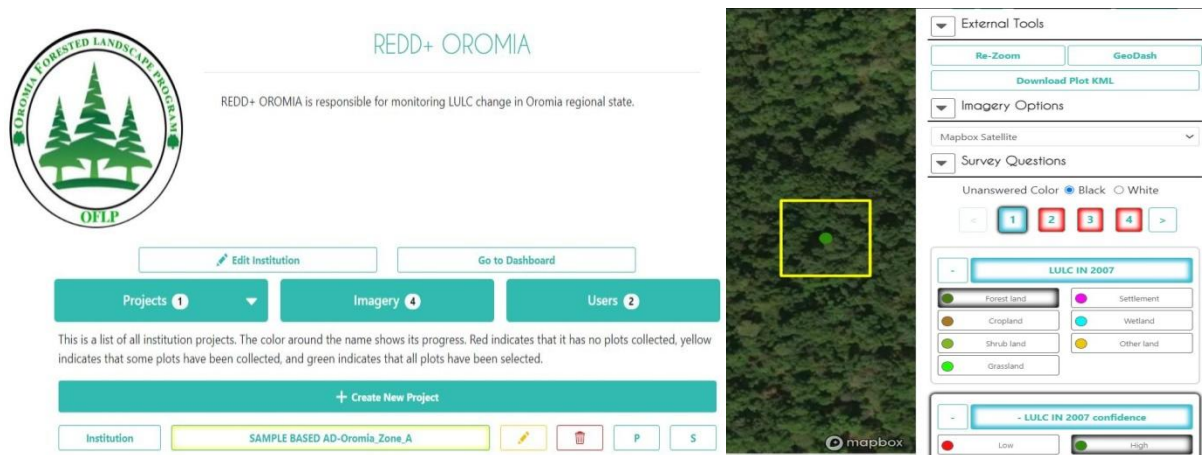 OROMIA FORESTED LANDSCAPE PROGRAM
OFLP
REDD+ OROMIA
REDD+ OROMIA is responsible for monitoring LULC change in Oromia regional state.
Edit Institution
Go to Dashboard
Projects 1
Imagery 4
Users 2
This is a list of all institution projects. The color around the name shows its progress. Red indicates that it has no plots collected, yellow
indicates that some plots have been collected, and green indicates that all plots have been selected.
+ Create New Project
Institution
SAMPLE BASED AD-Oromia_Zone_A
P
S
mapbox
External Tools
Re-Zoom
GeoDash
Download Plot KML
Imagery Options
Mapbox Satellite
Survey Questions
Unanswered Color Black White
< 1 2 3 4 >
- LULC IN 2007
Forest land
Settlement
Cropland
Wetland
Shrub land
Other land
Grassland
- - LULC IN 2007 confidence
Low
High